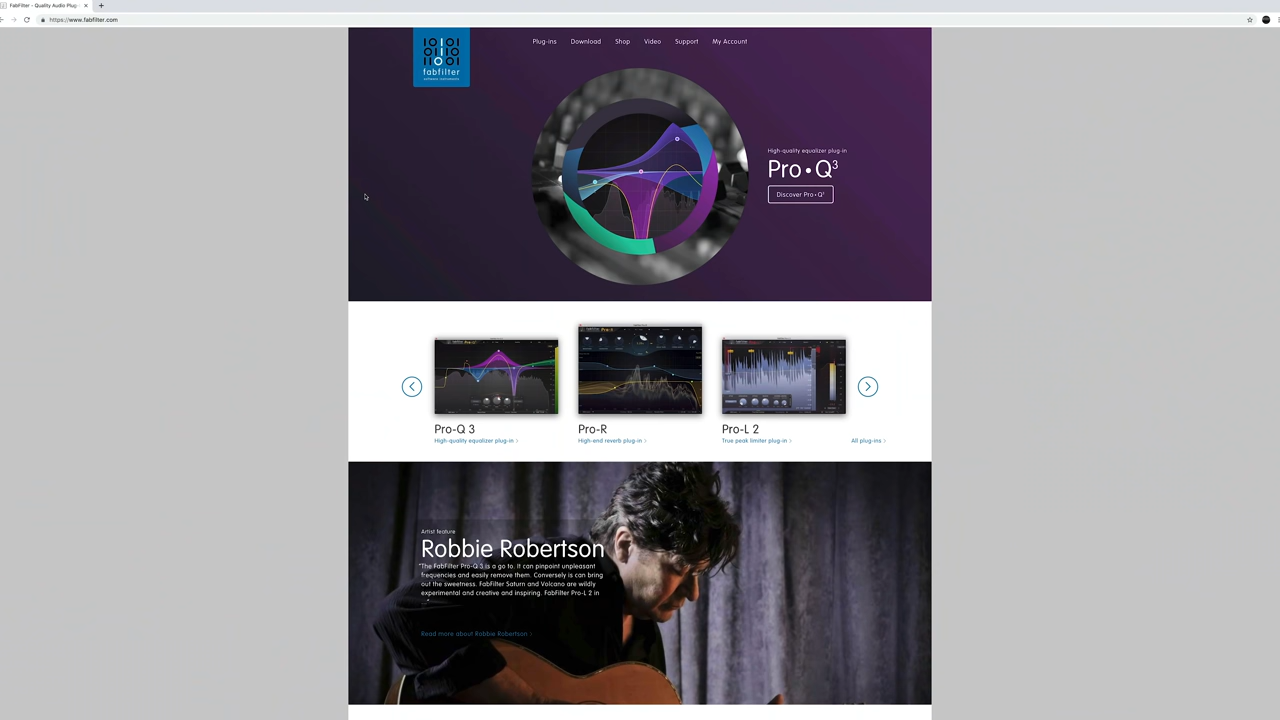 FabFilter - Quality Audio Plug-
https://www.fabfilter.com
fabfilter
software instruments
Plug-ins Download Shop Video Support My Account
High-quality equalizer plug-in
Pro•Q³
Discover Pro•Q³
Pro-Q 3
High-quality equalizer plug-in ›
Pro-R
High-end reverb plug-in ›
Pro-L 2
True peak limiter plug-in ›
All plug-ins ›
Artist feature
Robbie Robertson
"The FabFilter Pro-Q 3 is a go to. It can pinpoint unpleasant
frequencies and easily remove them. Conversely is can bring
out the sweetness. FabFilter Saturn and Volcano are wildly
experimental and creative and inspiring. FabFilter Pro-L 2 in
..."
Read more about Robbie Robertson ›